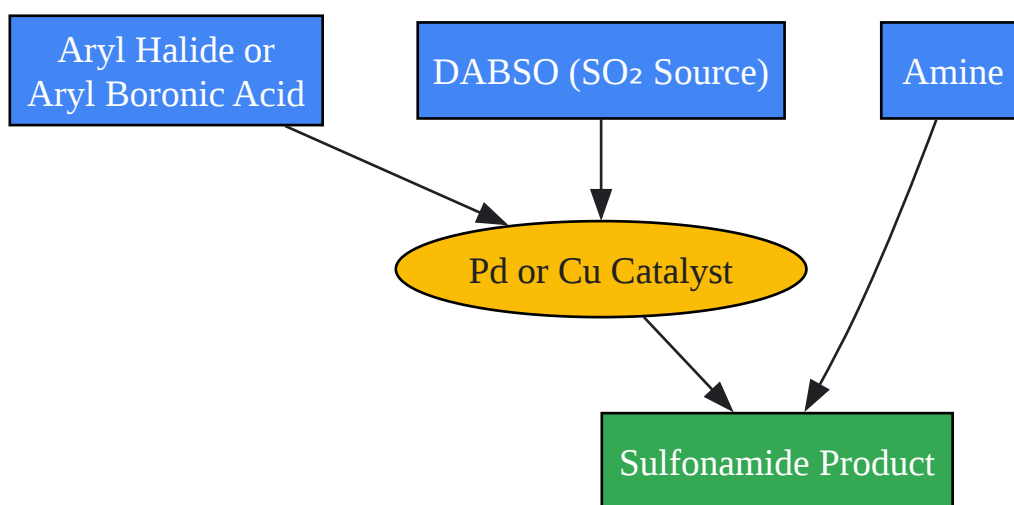 Aryl Halide or
Aryl Boronic Acid
DABSO (SO₂ Source)
Amine
Pd or Cu Catalyst
Sulfonamide Product